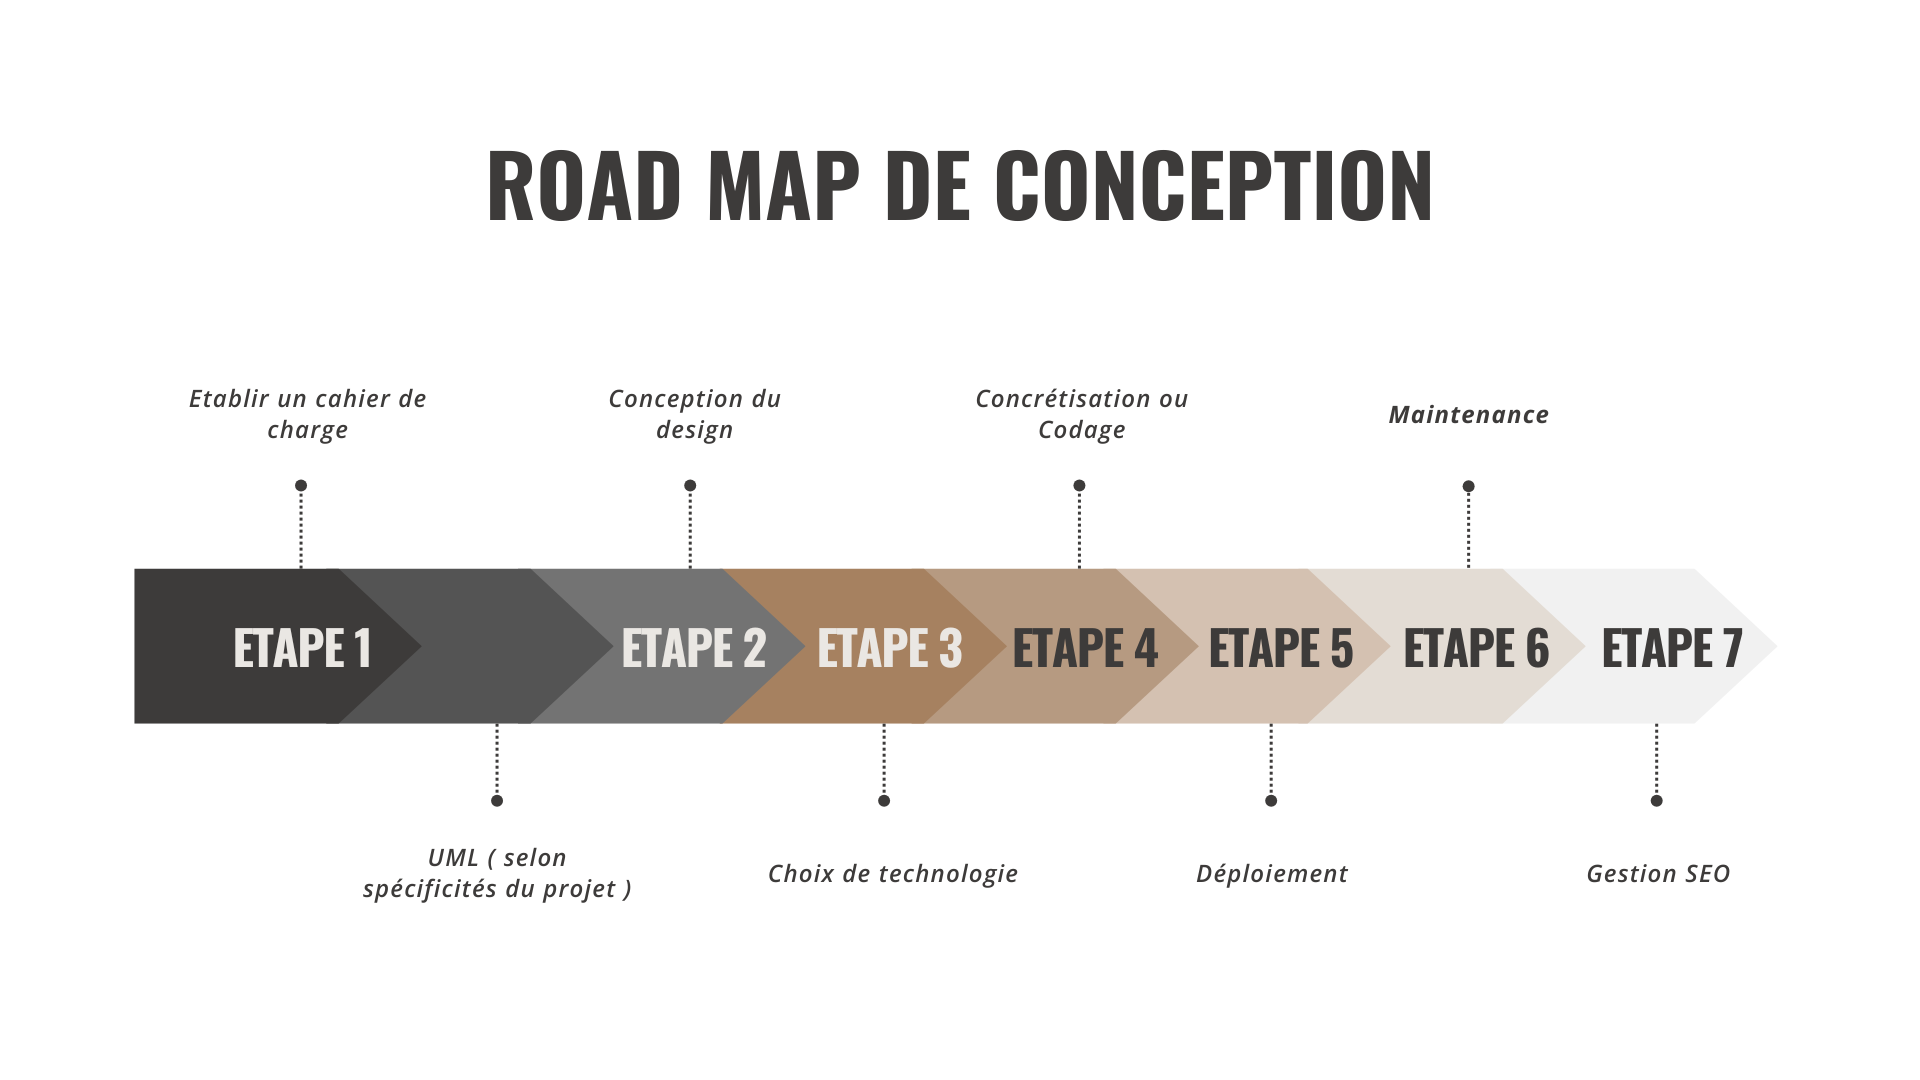 ROAD MAP DE CONCEPTION
Etablir un cahier de
charge
Conception du
design
Concrétisation ou
Codage
Maintenance
ETAPE 1
ETAPE 2
ETAPE 3
ETAPE 4
ETAPE 5
ETAPE 6
ETAPE 7
UML ( selon
spécificités du projet )
Choix de technologie
Déploiement
Gestion SEO